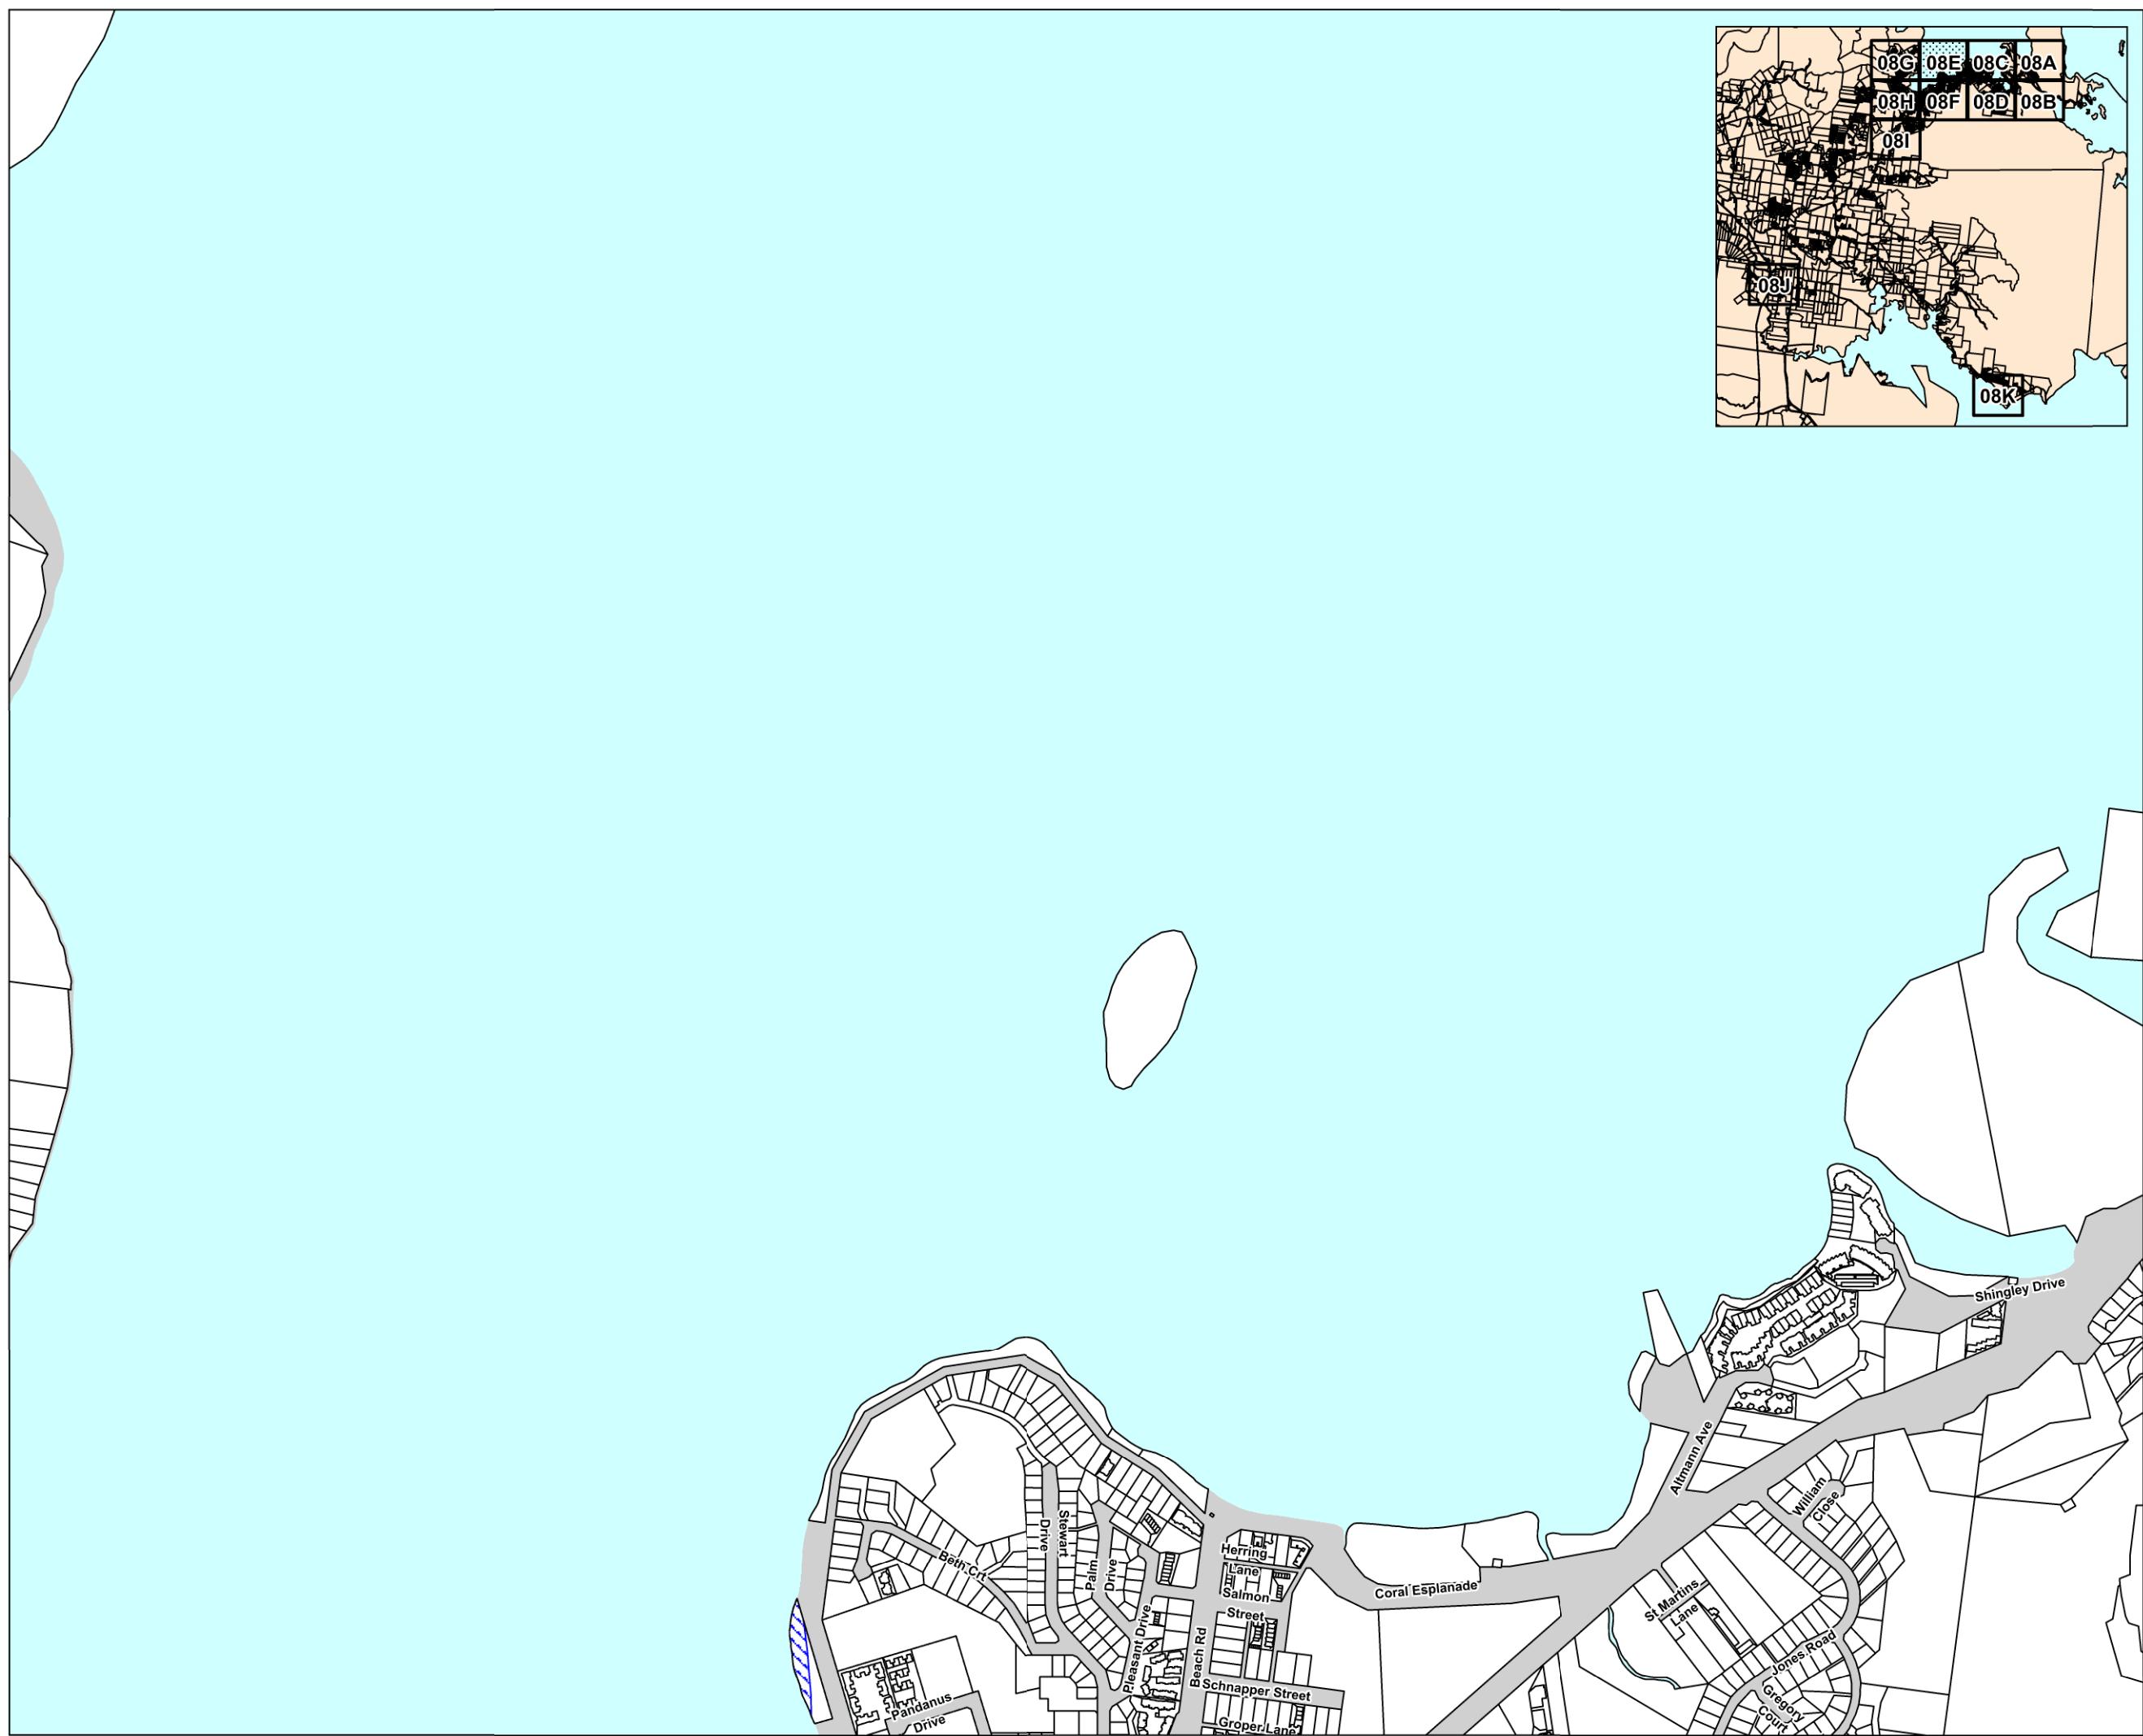 08G 08E 08C 08A
08H 08F 08D 08B
08I
08J
08K
Shingley Drive
Altmann Ave
William
Close
Stewart
Drive
Herring
Lane
Beth Crt
Palm
Drive
Coral Esplanade
Salmon
Street
St Martins
Lane
Pleasant Drive
Beach Rd
Jones Road
Schnapper Street
Gregory
Court
Pandanus
Drive
Groper Lane